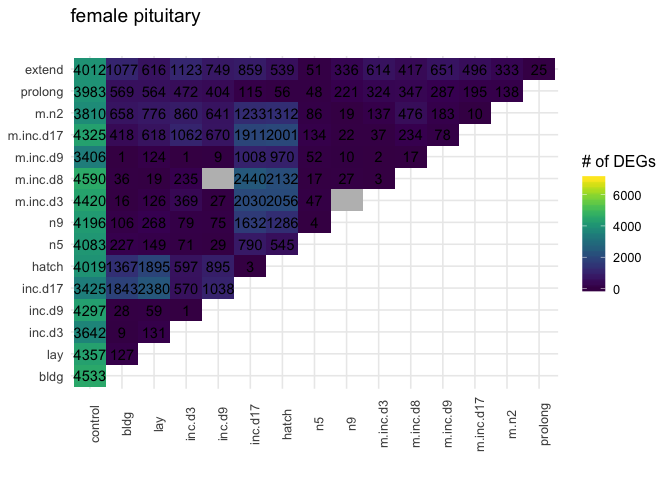 female pituitary
extend 4012 1077 616 1123 749 859 539 51 336 614 417 651 496 333 25
prolong 3983 569 564 472 404 115 56 48 221 324 347 287 195 138
m.n2 3810 658 776 860 641 1233 1312 86 19 137 476 183 10
m.inc.d17 4325 418 618 1062 670 1911 2001 134 22 37 234 78
m.inc.d9 3406 1 124 1 9 1008 970 52 10 2 17
m.inc.d8 4590 36 19 235 2440 2132 17 27 3
m.inc.d3 4420 16 126 369 27 2030 2056 47
n9 4196 106 268 79 75 1632 1286 4
n5 4083 227 149 71 29 790 545
hatch 4019 1367 1895 597 895 3
inc.d17 3425 1843 2380 570 1038
inc.d9 4297 28 59 1
inc.d3 3642 9 131
lay 4357 127
bldg 4533
control bldg lay inc.d3 inc.d9 inc.d17 hatch n5 n9 m.inc.d3 m.inc.d8 m.inc.d9 m.inc.d17 m.n2 prolong
# of DEGs
6000
4000
2000
0